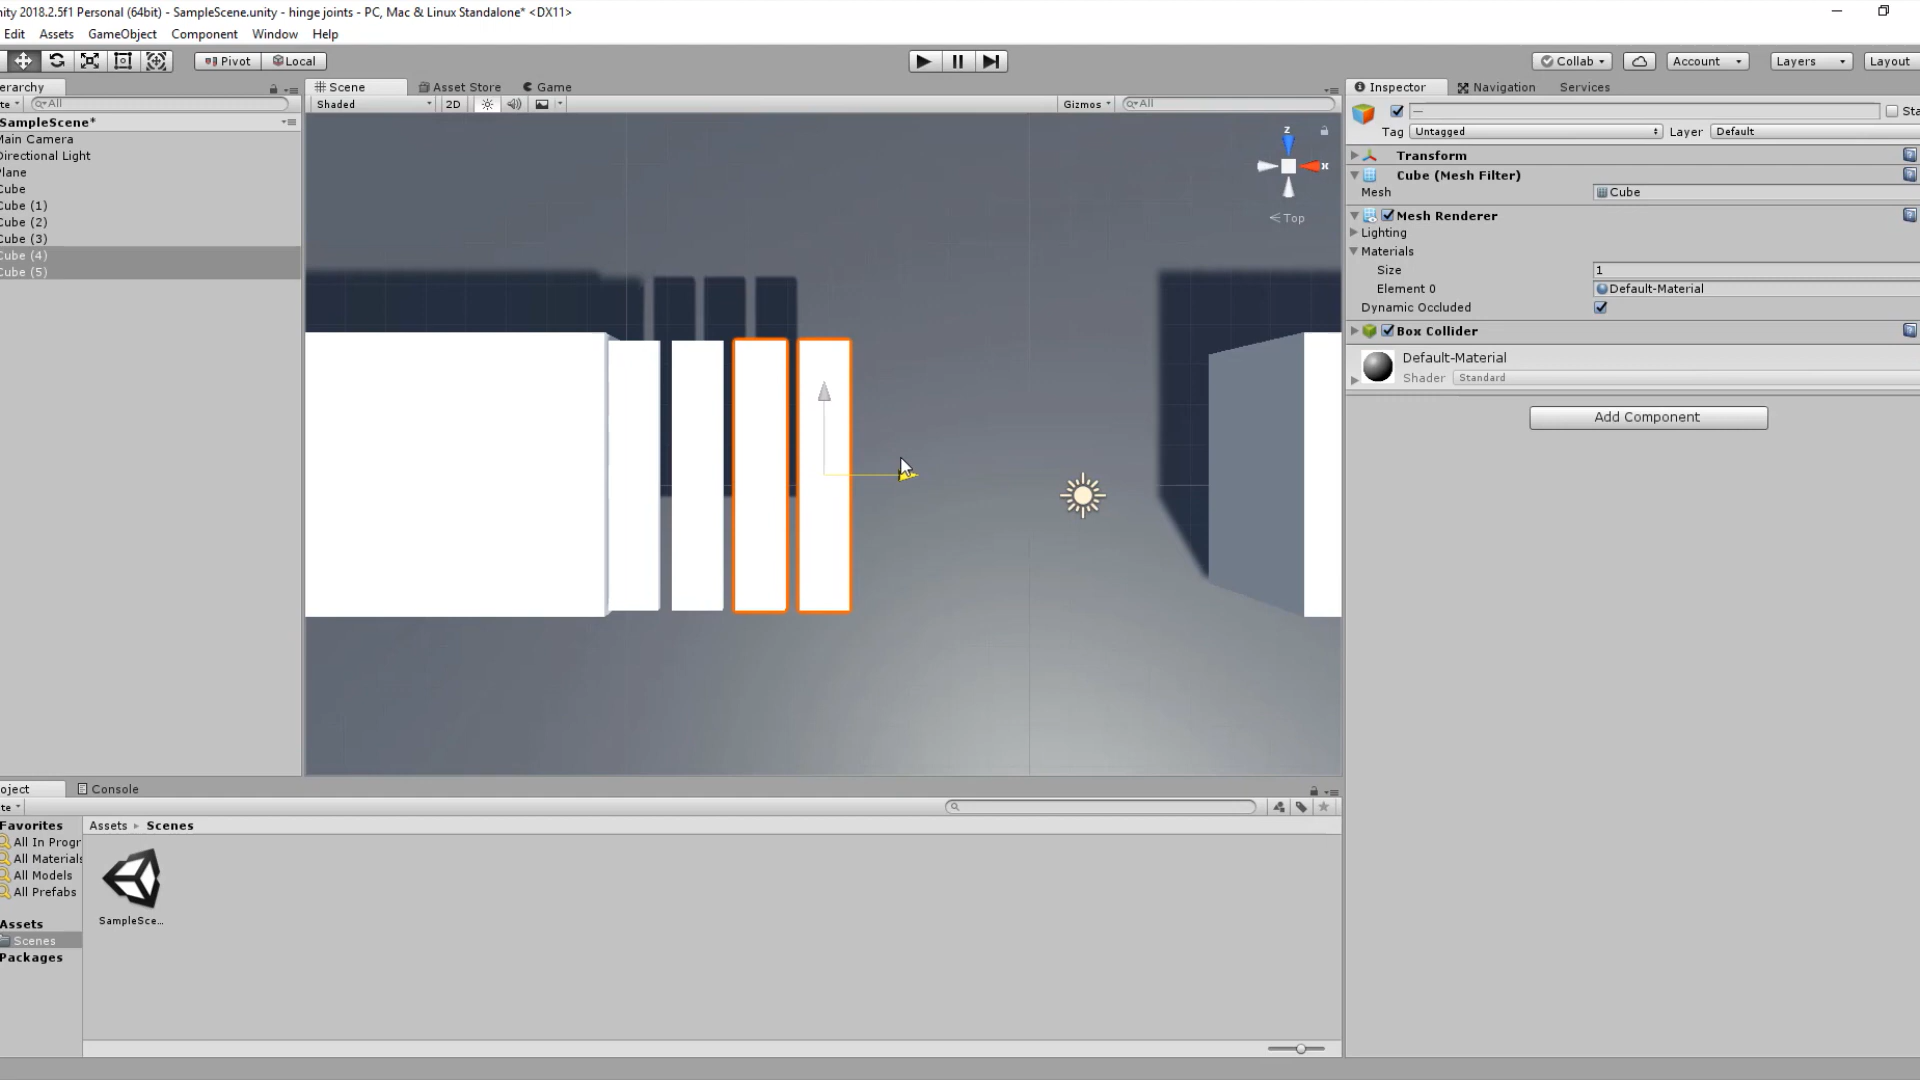 nity 2018.2.5f1 Personal (64bit) - SampleScene.unity - hinge joints - PC, Mac & Linux Standalone* <DX11>
Edit Assets GameObject Component Window Help
Pivot Local Collab Account Layers Layout
erarchy Scene Asset Store Game Inspector Navigation Services
te All Shaded 2D Gizmos All
SampleScene*
Main Camera
Directional Light
Plane
Cube
Cube (1)
Cube (2)
Cube (3)
Cube (4)
Cube (5)
z
x
Top
— Sta
Tag Untagged Layer Default
Transform
Cube (Mesh Filter)
Mesh Cube
Mesh Renderer
Lighting
Materials
Size 1
Element 0 Default-Material
Dynamic Occluded
Box Collider
Default-Material
Shader Standard
Add Component
oject Console
te
Favorites
All In Progr
All Materials
All Models
All Prefabs
Assets
Scenes
Packages
Assets Scenes
SampleSce...